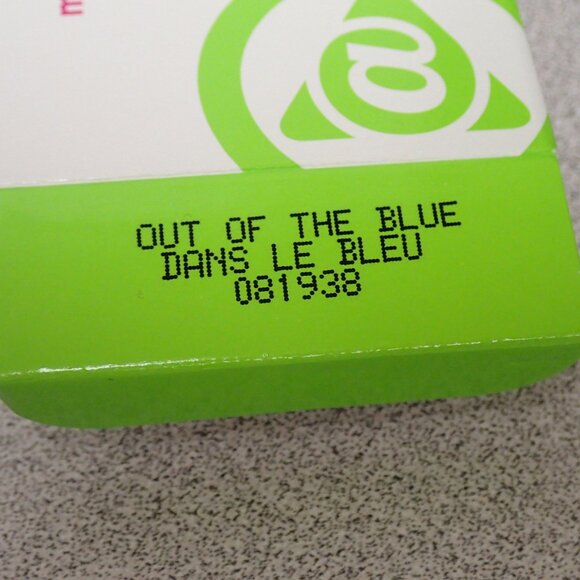 OUT OF THE BLUE
DANS LE BLEU
081938